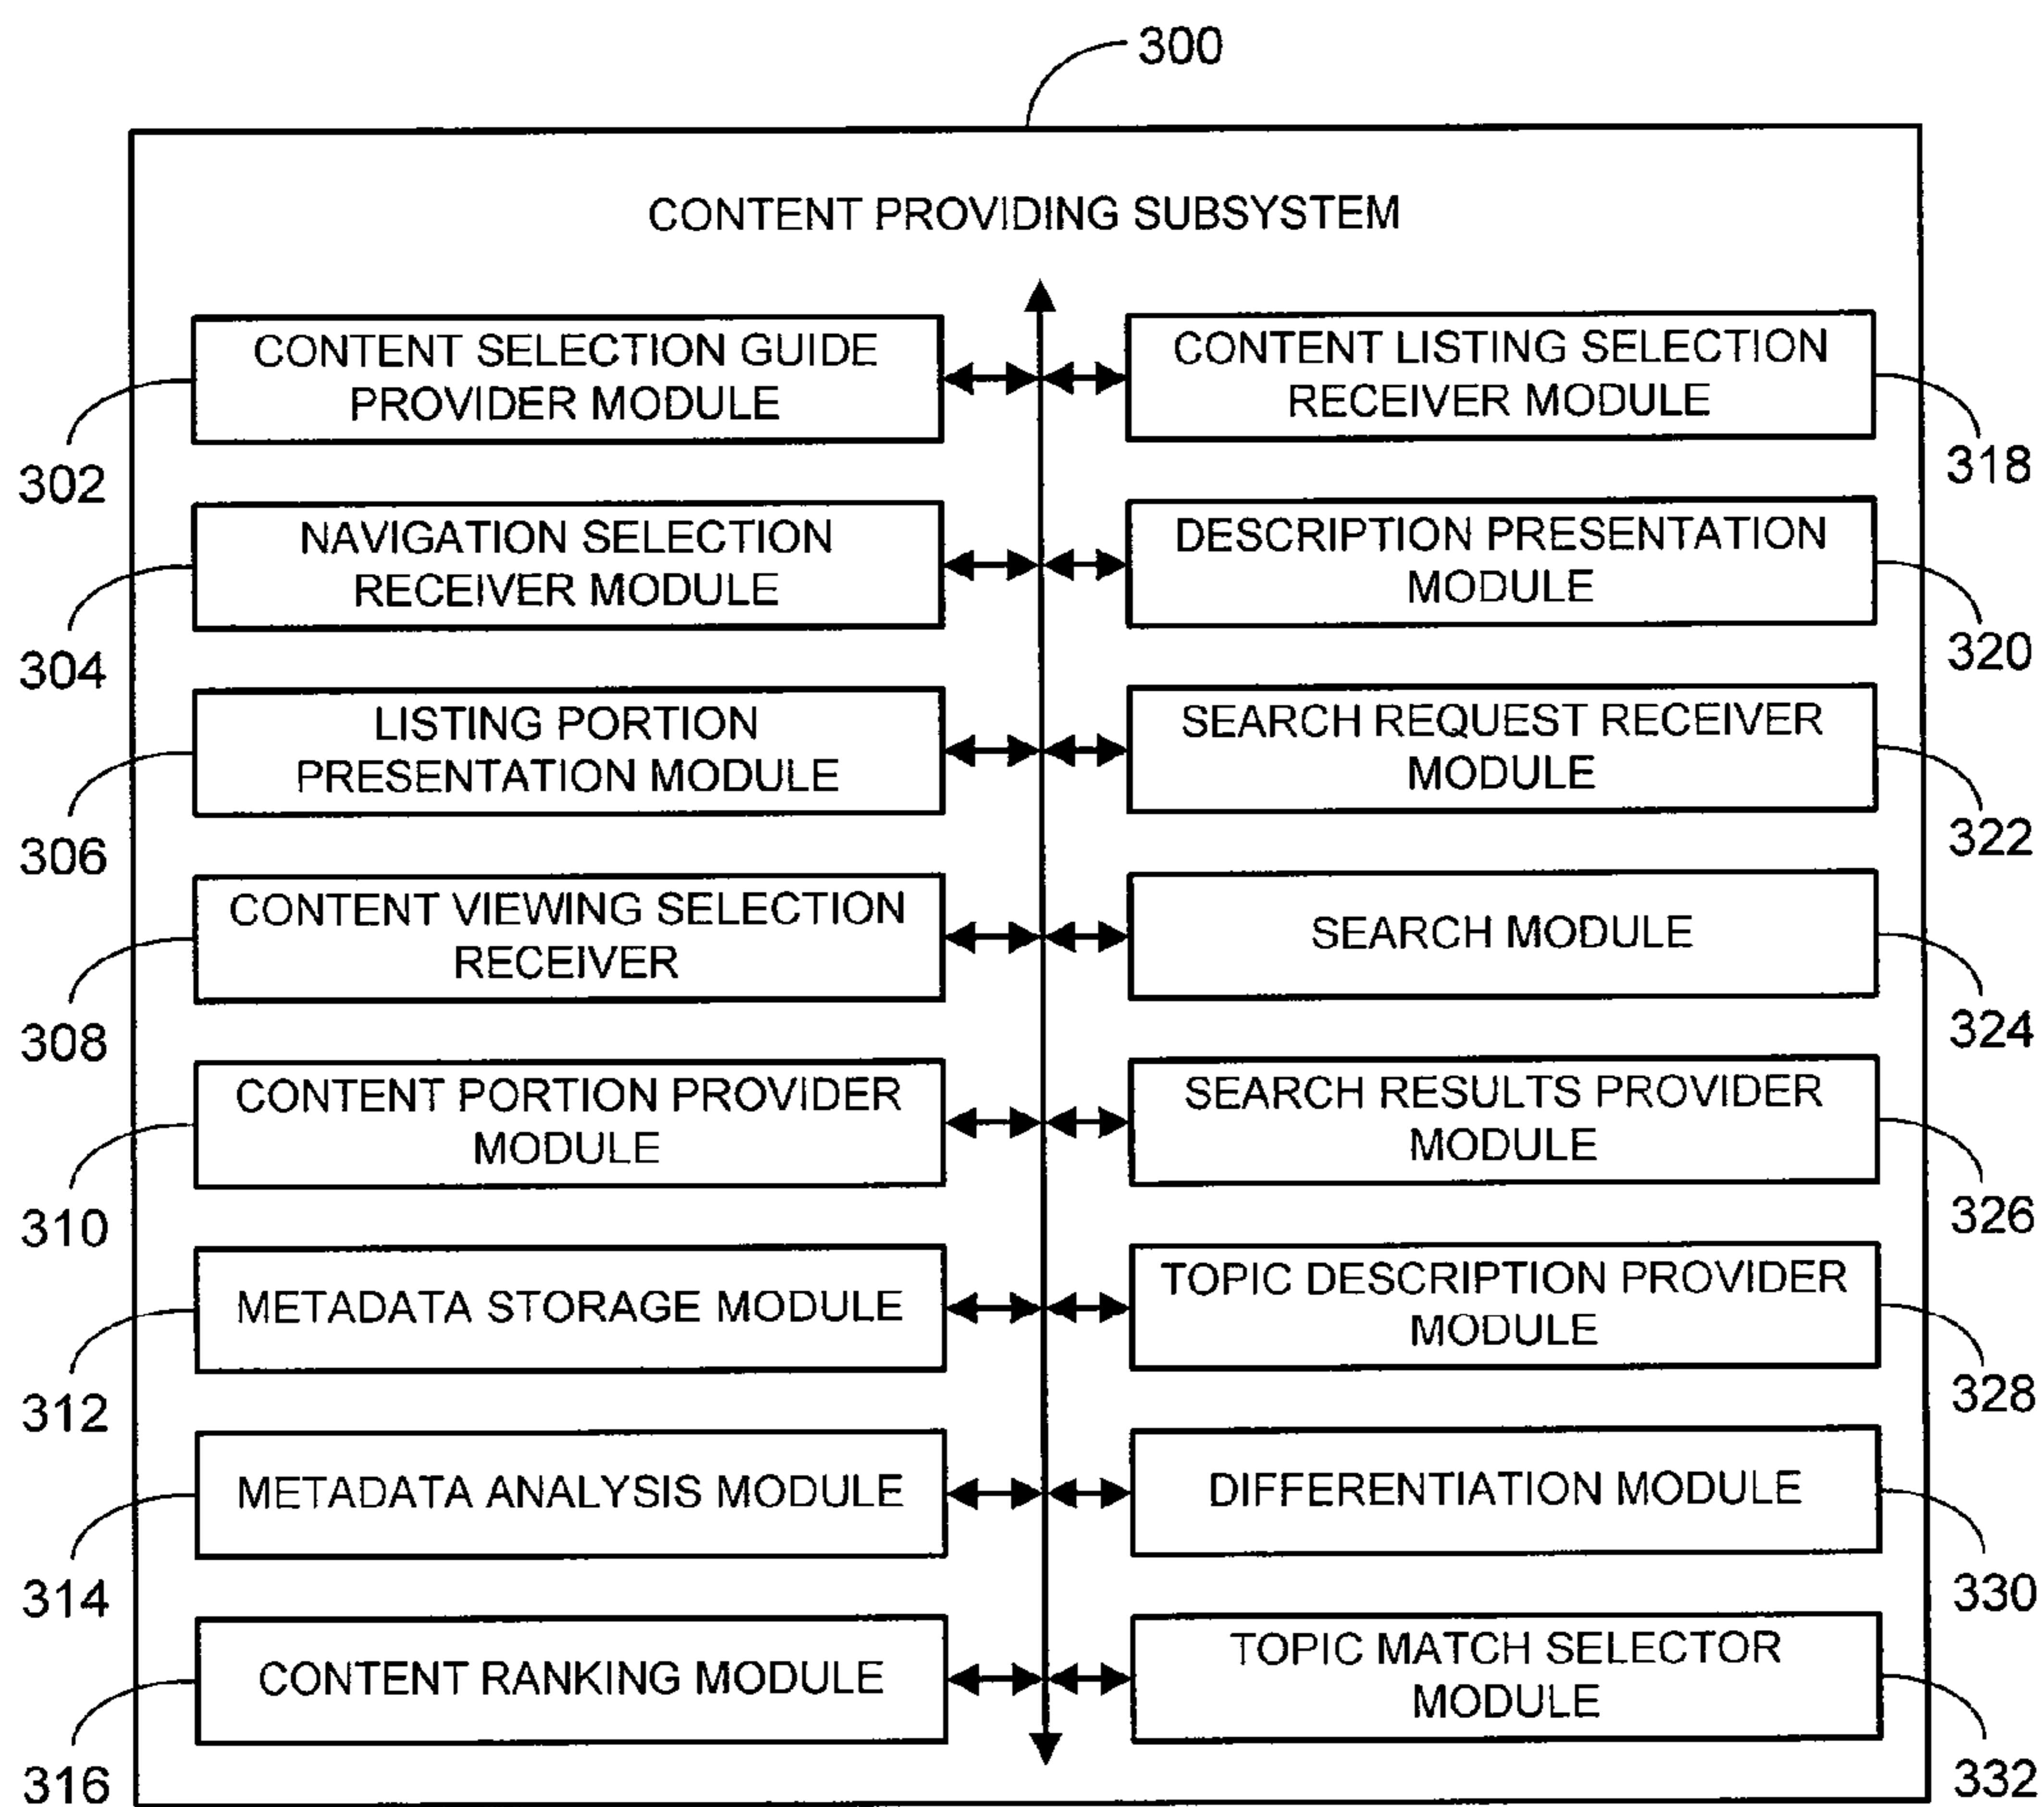 300
CONTENT PROVIDING SUBSYSTEM
CONTENT SELECTION GUIDE
PROVIDER MODULE
302
NAVIGATION SELECTION
RECEIVER MODULE
304
LISTING PORTION
PRESENTATION MODULE
306
CONTENT VIEWING SELECTION
RECEIVER
308
CONTENT PORTION PROVIDER
MODULE
310
METADATA STORAGE MODULE
312
METADATA ANALYSIS MODULE
314
CONTENT RANKING MODULE
316
CONTENT LISTING SELECTION
RECEIVER MODULE
318
DESCRIPTION PRESENTATION
MODULE
320
SEARCH REQUEST RECEIVER
MODULE
322
SEARCH MODULE
324
SEARCH RESULTS PROVIDER
MODULE
326
TOPIC DESCRIPTION PROVIDER
MODULE
328
DIFFERENTIATION MODULE
330
TOPIC MATCH SELECTOR
MODULE
332